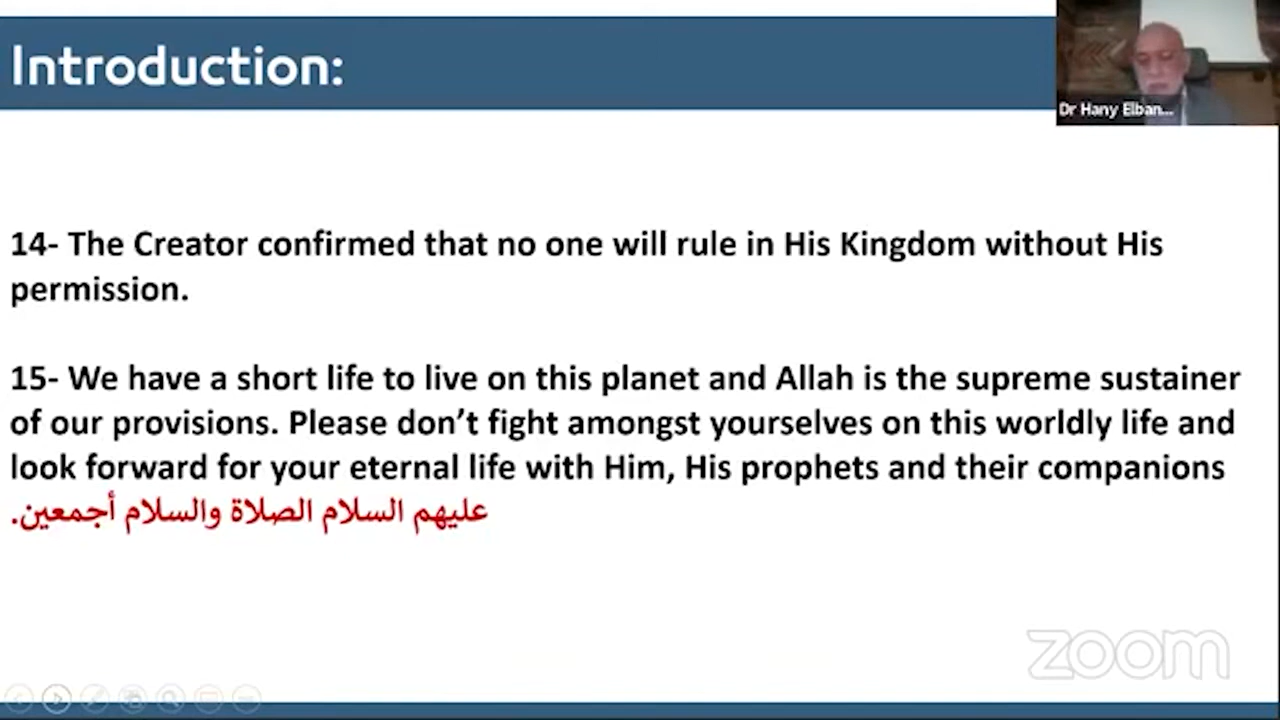 Introduction:
Dr Hany Elban...
14- The Creator confirmed that no one will rule in His Kingdom without His
permission.
15- We have a short life to live on this planet and Allah is the supreme sustainer
of our provisions. Please don’t fight amongst yourselves on this worldly life and
look forward for your eternal life with Him, His prophets and their companions
عليهم السلام الصلاة والسلام أجمعين.
zoom